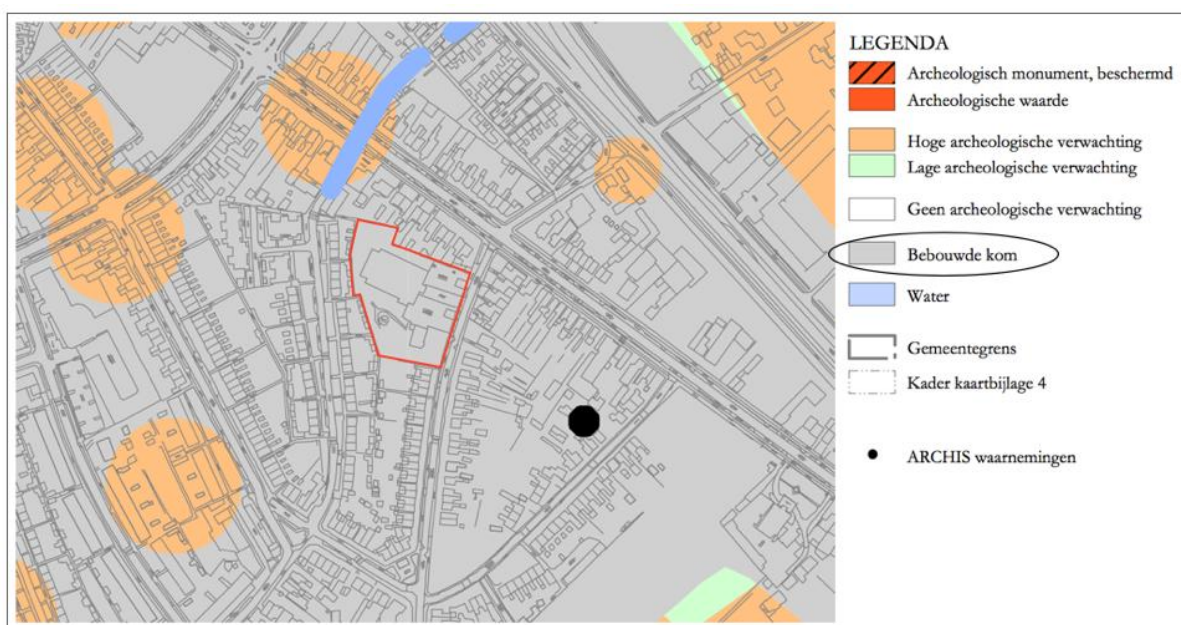 LEGENDA
Archeologisch monument, beschermd
Archeologische waarde
Hoge archeologische verwachting
Lage archeologische verwachting
Geen archeologische verwachting
Bebouwde kom
Water
Gemeentegrens
Kader kaartbijlage 4
ARCHIS waarnemingen